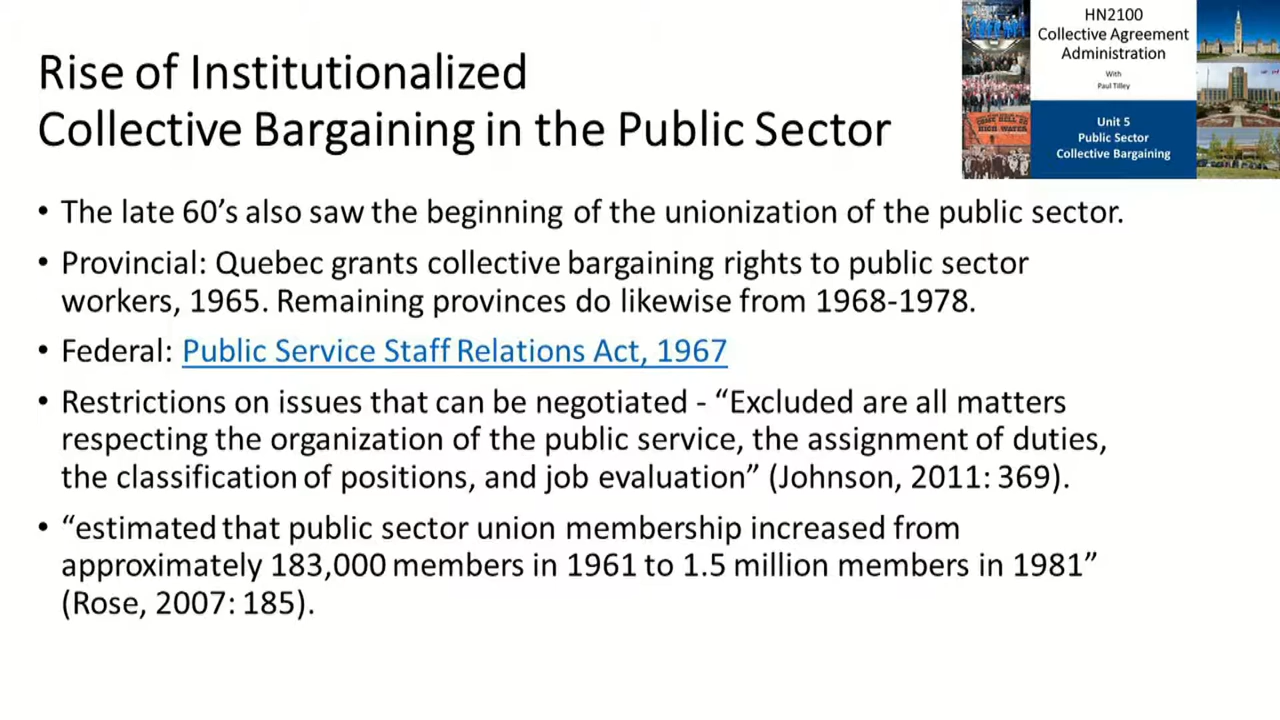 Rise of Institutionalized
Collective Bargaining in the Public Sector
HN2100
Collective Agreement
Administration
With
Paul Tilley
Unit 5
Public Sector
Collective Bargaining
COME HELL OR
HIGH WATER
• The late 60’s also saw the beginning of the unionization of the public sector.
• Provincial: Quebec grants collective bargaining rights to public sector
workers, 1965. Remaining provinces do likewise from 1968-1978.
• Federal: Public Service Staff Relations Act, 1967
• Restrictions on issues that can be negotiated - “Excluded are all matters
respecting the organization of the public service, the assignment of duties,
the classification of positions, and job evaluation” (Johnson, 2011: 369).
• “estimated that public sector union membership increased from
approximately 183,000 members in 1961 to 1.5 million members in 1981”
(Rose, 2007: 185).